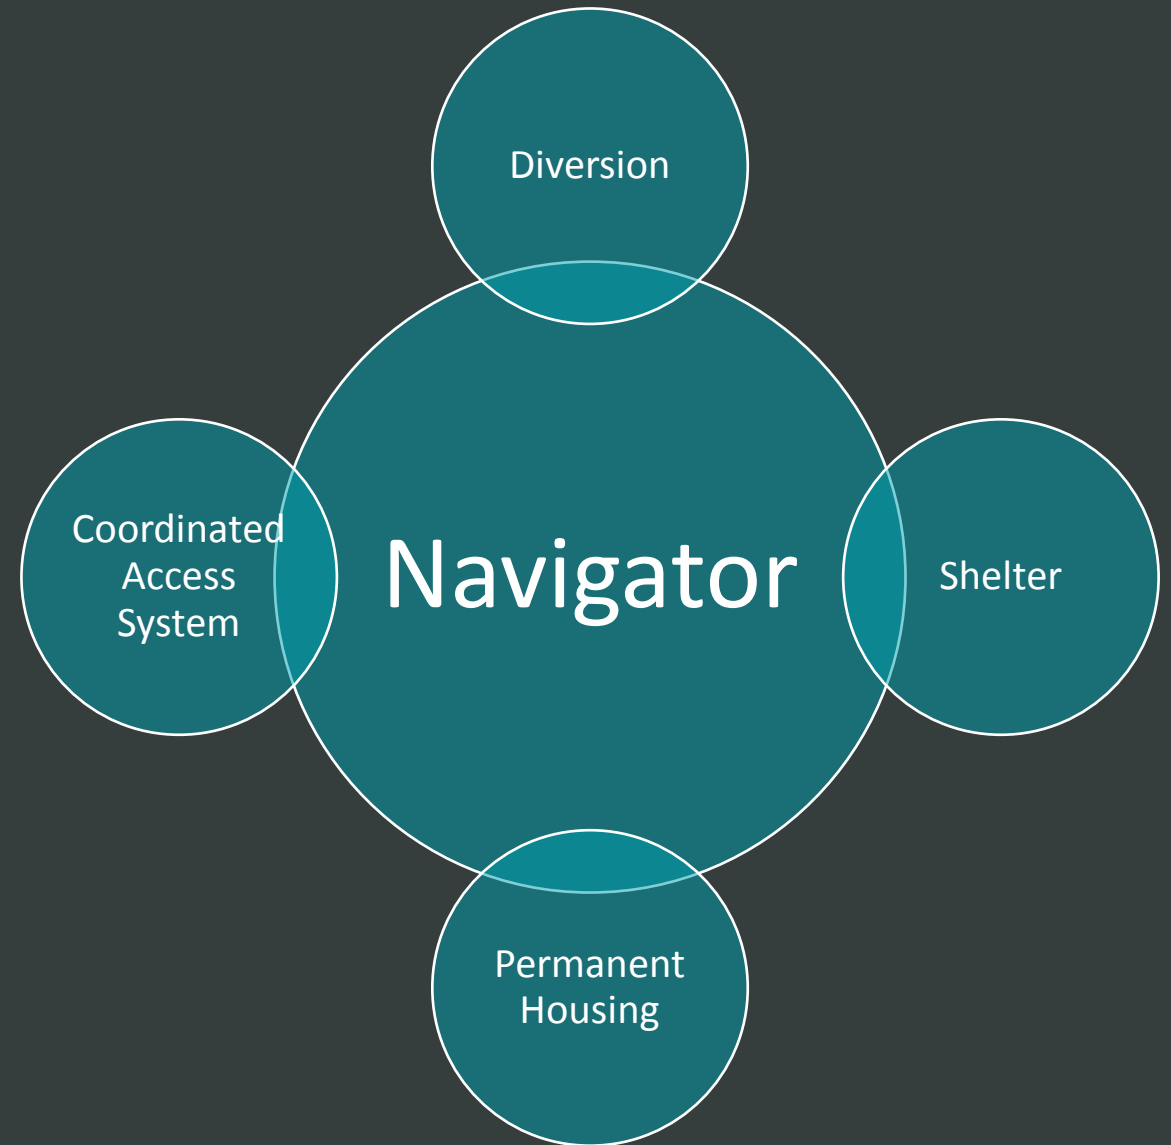 Diversion
Coordinated
Access
System
Navigator
Shelter
Permanent
Housing